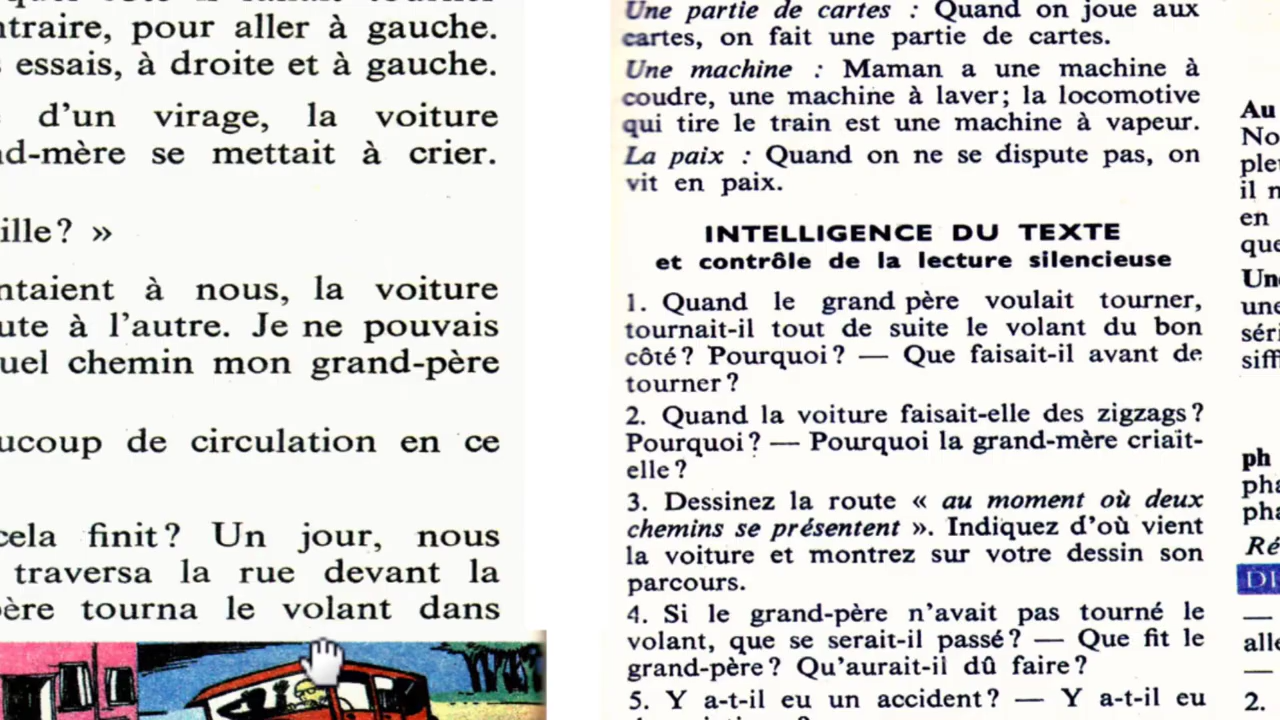 ntraire, pour aller à gauche.
essais, à droite et à gauche.
d'un virage, la voiture
nd-mère se mettait à crier.
ille? »
ntaient à nous, la voiture
ute à l'autre. Je ne pouvais
uel chemin mon grand-père
ucoup de circulation en ce
cela finit? Un jour, nous
traversa la rue devant la
père tourna le volant dans
Une partie de cartes : Quand on joue aux
cartes, on fait une partie de cartes.
Une machine : Maman a une machine à
coudre, une machine à laver; la locomotive
qui tire le train est une machine à vapeur.
La paix : Quand on ne se dispute pas, on
vit en paix.
INTELLIGENCE DU TEXTE
et contrôle de la lecture silencieuse
1. Quand le grand père voulait tourner,
tournait-il tout de suite le volant du bon
côté? Pourquoi? — Que faisait-il avant de
tourner?
2. Quand la voiture faisait-elle des zigzags?
Pourquoi? — Pourquoi la grand-mère criait-
elle?
3. Dessinez la route « au moment où deux
chemins se présentent ». Indiquez d'où vient
la voiture et montrez sur votre dessin son
parcours.
4. Si le grand-père n'avait pas tourné le
volant, que se serait-il passé? — Que fit le
grand-père? Qu'aurait-il dû faire?
5. Y a-t-il eu un accident? — Y a-t-il eu
Au
No
pleu
il n
en
que
Une
une
séri
siff
ph
pha
pha
Ré
DI
—
alle
—
2.